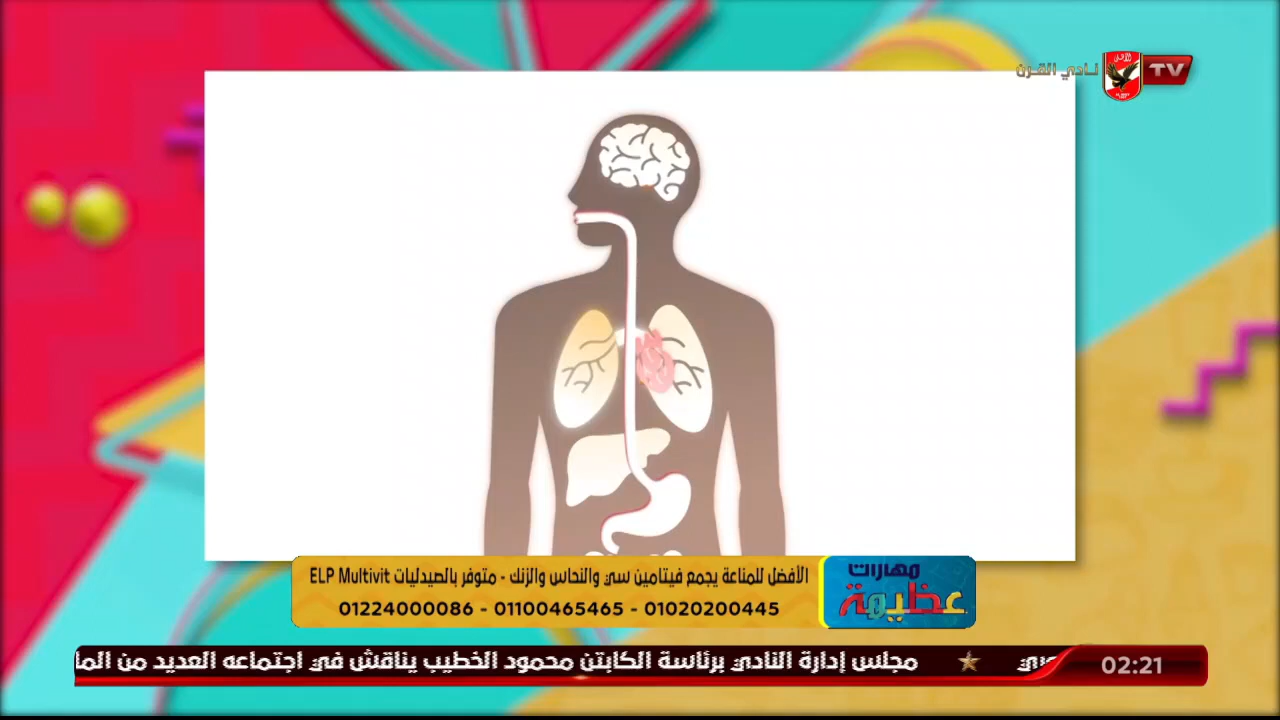 نادي القرن
TV
الأفضل للمناعة يجمع فيتامين سي والنحاس والزنك - متوفر بالصيدليات ELP Multivit
01224000086 - 01100465465 - 01020200445
مهارات
عظيمة
مجلس إدارة النادي برئاسة الكابتن محمود الخطيب يناقش في اجتماعه العديد من
02:21